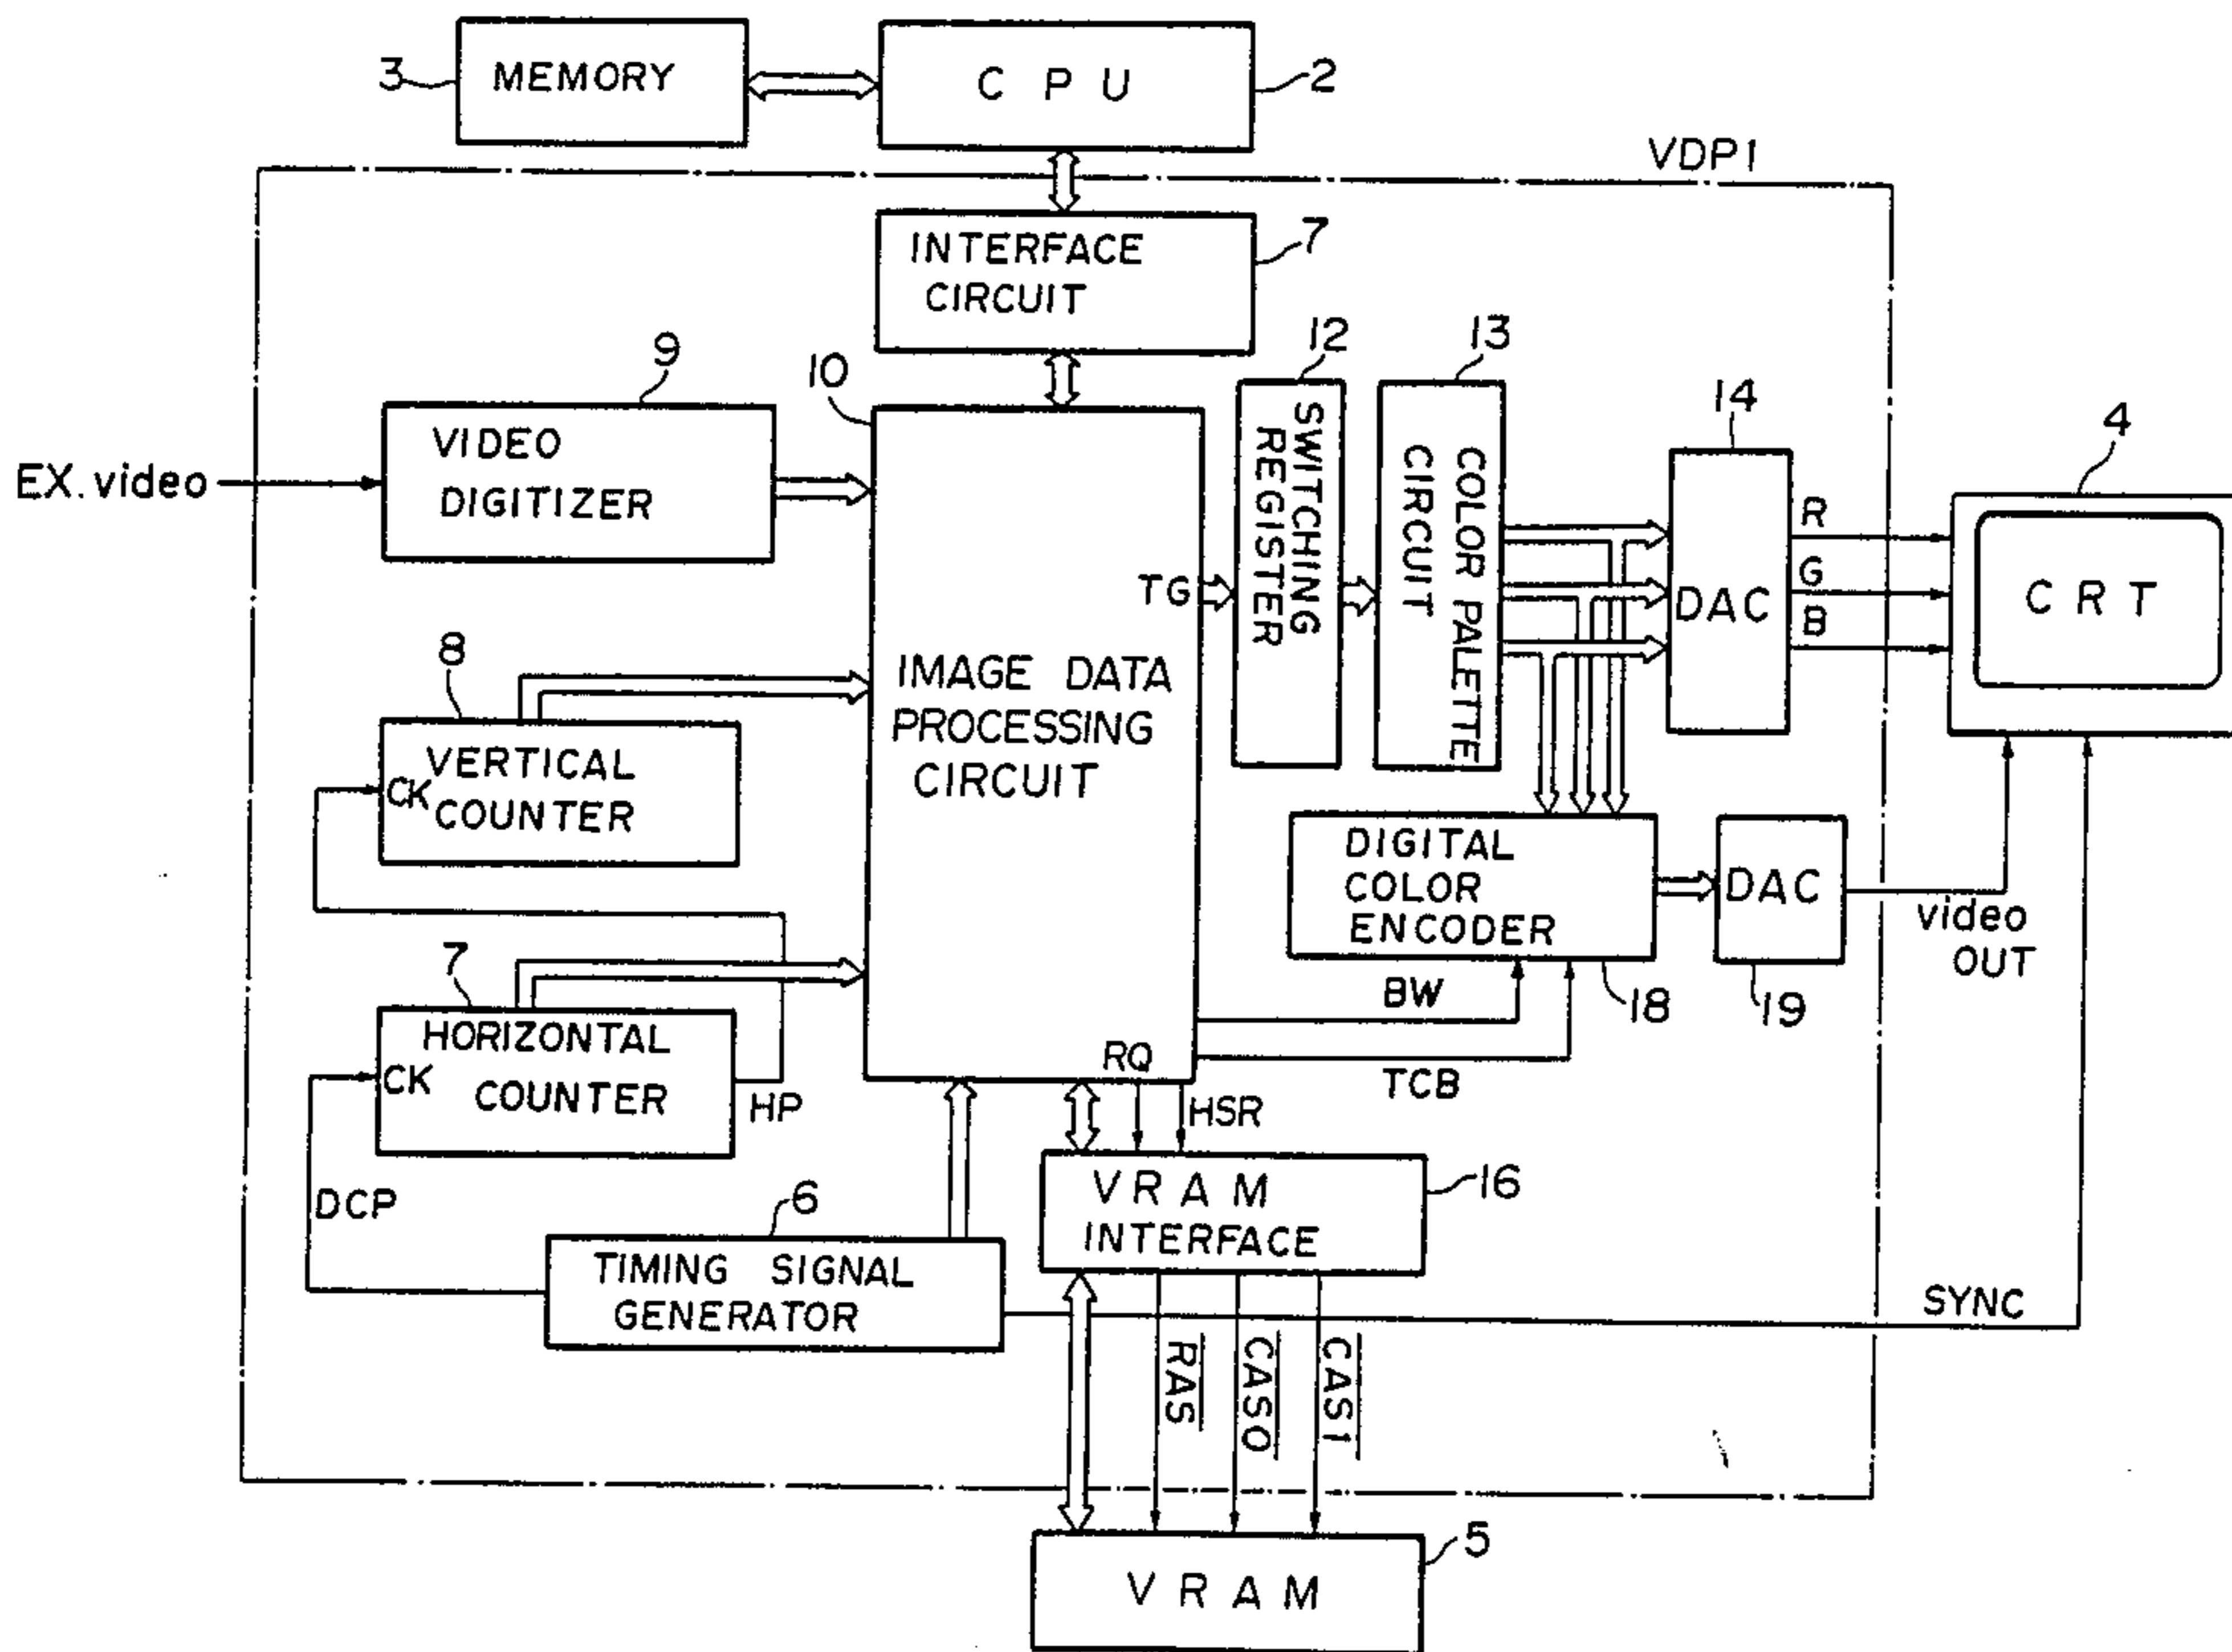 3
MEMORY
C P U
2
VDP1
INTERFACE
CIRCUIT
7
9
10
12
13
14
4
VIDEO
DIGITIZER
EX. video
SWITCHING
REGISTER
COLOR PALETTE
CIRCUIT
TG
DAC
R
G
B
C R T
8
IMAGE DATA
PROCESSING
CIRCUIT
VERTICAL
CK
COUNTER
DIGITAL
COLOR
ENCODER
DAC
video
OUT
7
BW
18
19
HORIZONTAL
CK
COUNTER
HP
RQ
TCB
HSR
DCP
6
VRAM
INTERFACE
16
TIMING SIGNAL
GENERATOR
SYNC
RAS
CAS0
CAS1
5
VRAM